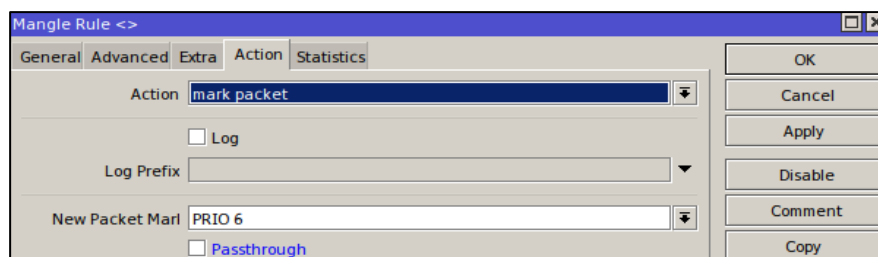 Mangle Rule <>
General Advanced Extra Action Statistics
OK
Action mark packet
Cancel
Log
Apply
Log Prefix
Disable
New Packet Marl PRIO 6
Comment
Passthrough
Copy